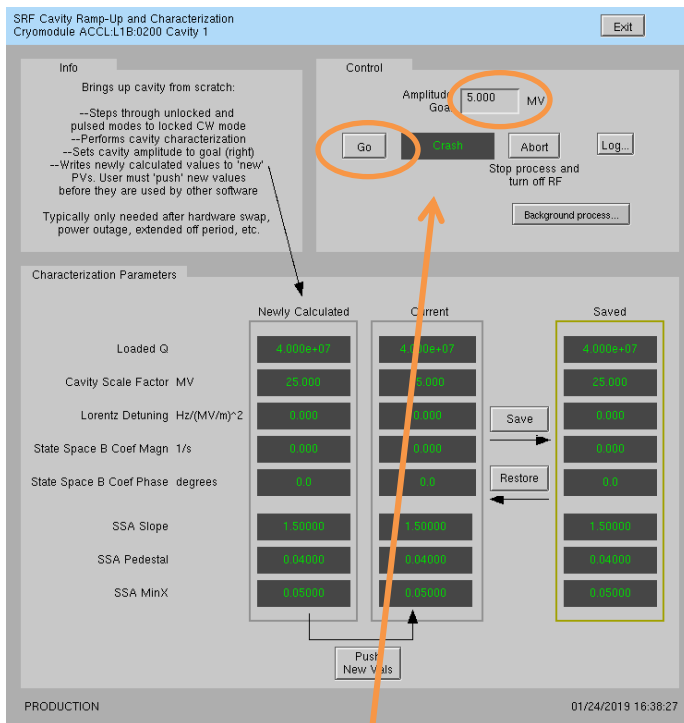 SRF Cavity Ramp-Up and Characterization
Cryomodule ACCL:L1B:0200 Cavity 1
Exit
Info
Brings up cavity from scratch:
--Steps through unlocked and
pulsed modes to locked CW mode
--Performs cavity characterization
--Sets cavity amplitude to goal (right)
--Writes newly calculated values to 'new'
PVs. User must 'push' new values
before they are used by other software
Typically only needed after hardware swap,
power outage, extended off period, etc.
Control
Amplitude
Goal
5.000
MV
Go
Crash
Abort
Log...
Stop process and
turn off RF
Background process...
Characterization Parameters
Newly Calculated Current Saved
Loaded Q 4.000e+07 4.000e+07 4.000e+07
Cavity Scale Factor MV 25.000 25.000 25.000
Lorentz Detuning Hz/(MV/m)^2 0.000 0.000 0.000
Save
State Space B Coef Magn 1/s 0.000 0.000 0.000
State Space B Coef Phase degrees 0.0 0.0 0.0
Restore
SSA Slope 1.50000 1.50000 1.50000
SSA Pedestal 0.04000 0.04000 0.04000
SSA MinX 0.05000 0.05000 0.05000
Push
New Vals
PRODUCTION
01/24/2019 16:38:27